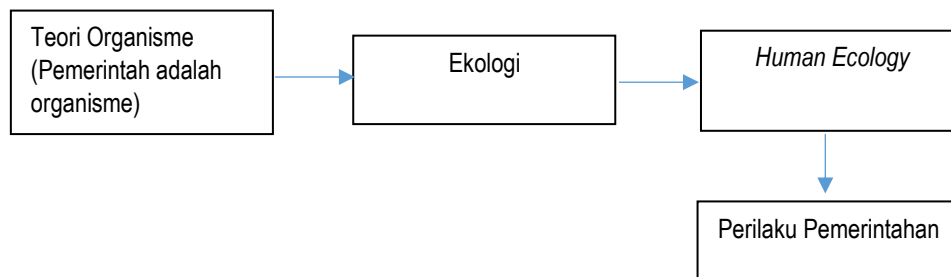 Teori Organisme
(Pemerintah adalah
organisme)
Ekologi
Human Ecology
Perilaku Pemerintahan